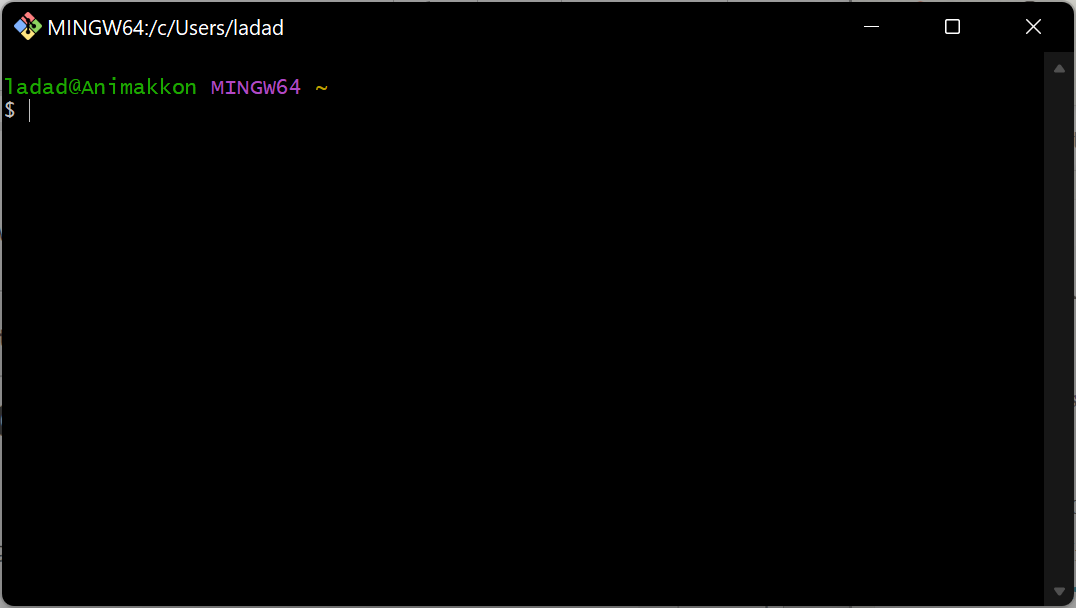 MINGW64:/c/Users/ladad
ladad@Animakkon MINGW64 ~
$